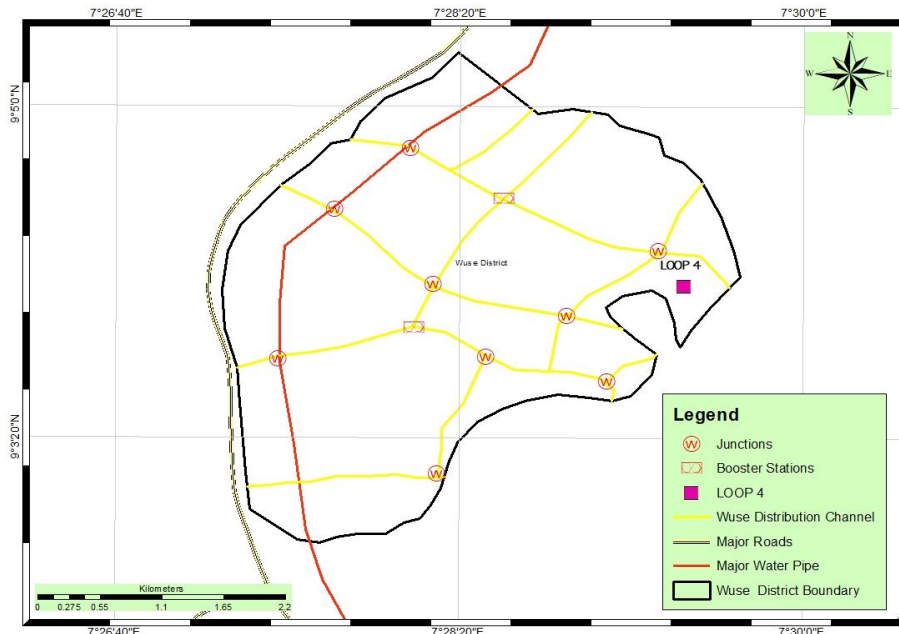 7°26'40"E 7°28'20"E 7°30'0"E
N
W E
S
9°5'0"N
W
W
W
LOOP 4
Wuse District
W
W
W
W
W
9°3'20"N
W
Legend
W Junctions
Booster Stations
LOOP 4
Wuse Distribution Channel
Major Roads
Major Water Pipe
Wuse District Boundary
Kilometers
0 0.275 0.55 1.1 1.65 2.2
7°26'40"E 7°28'20"E 7°30'0"E